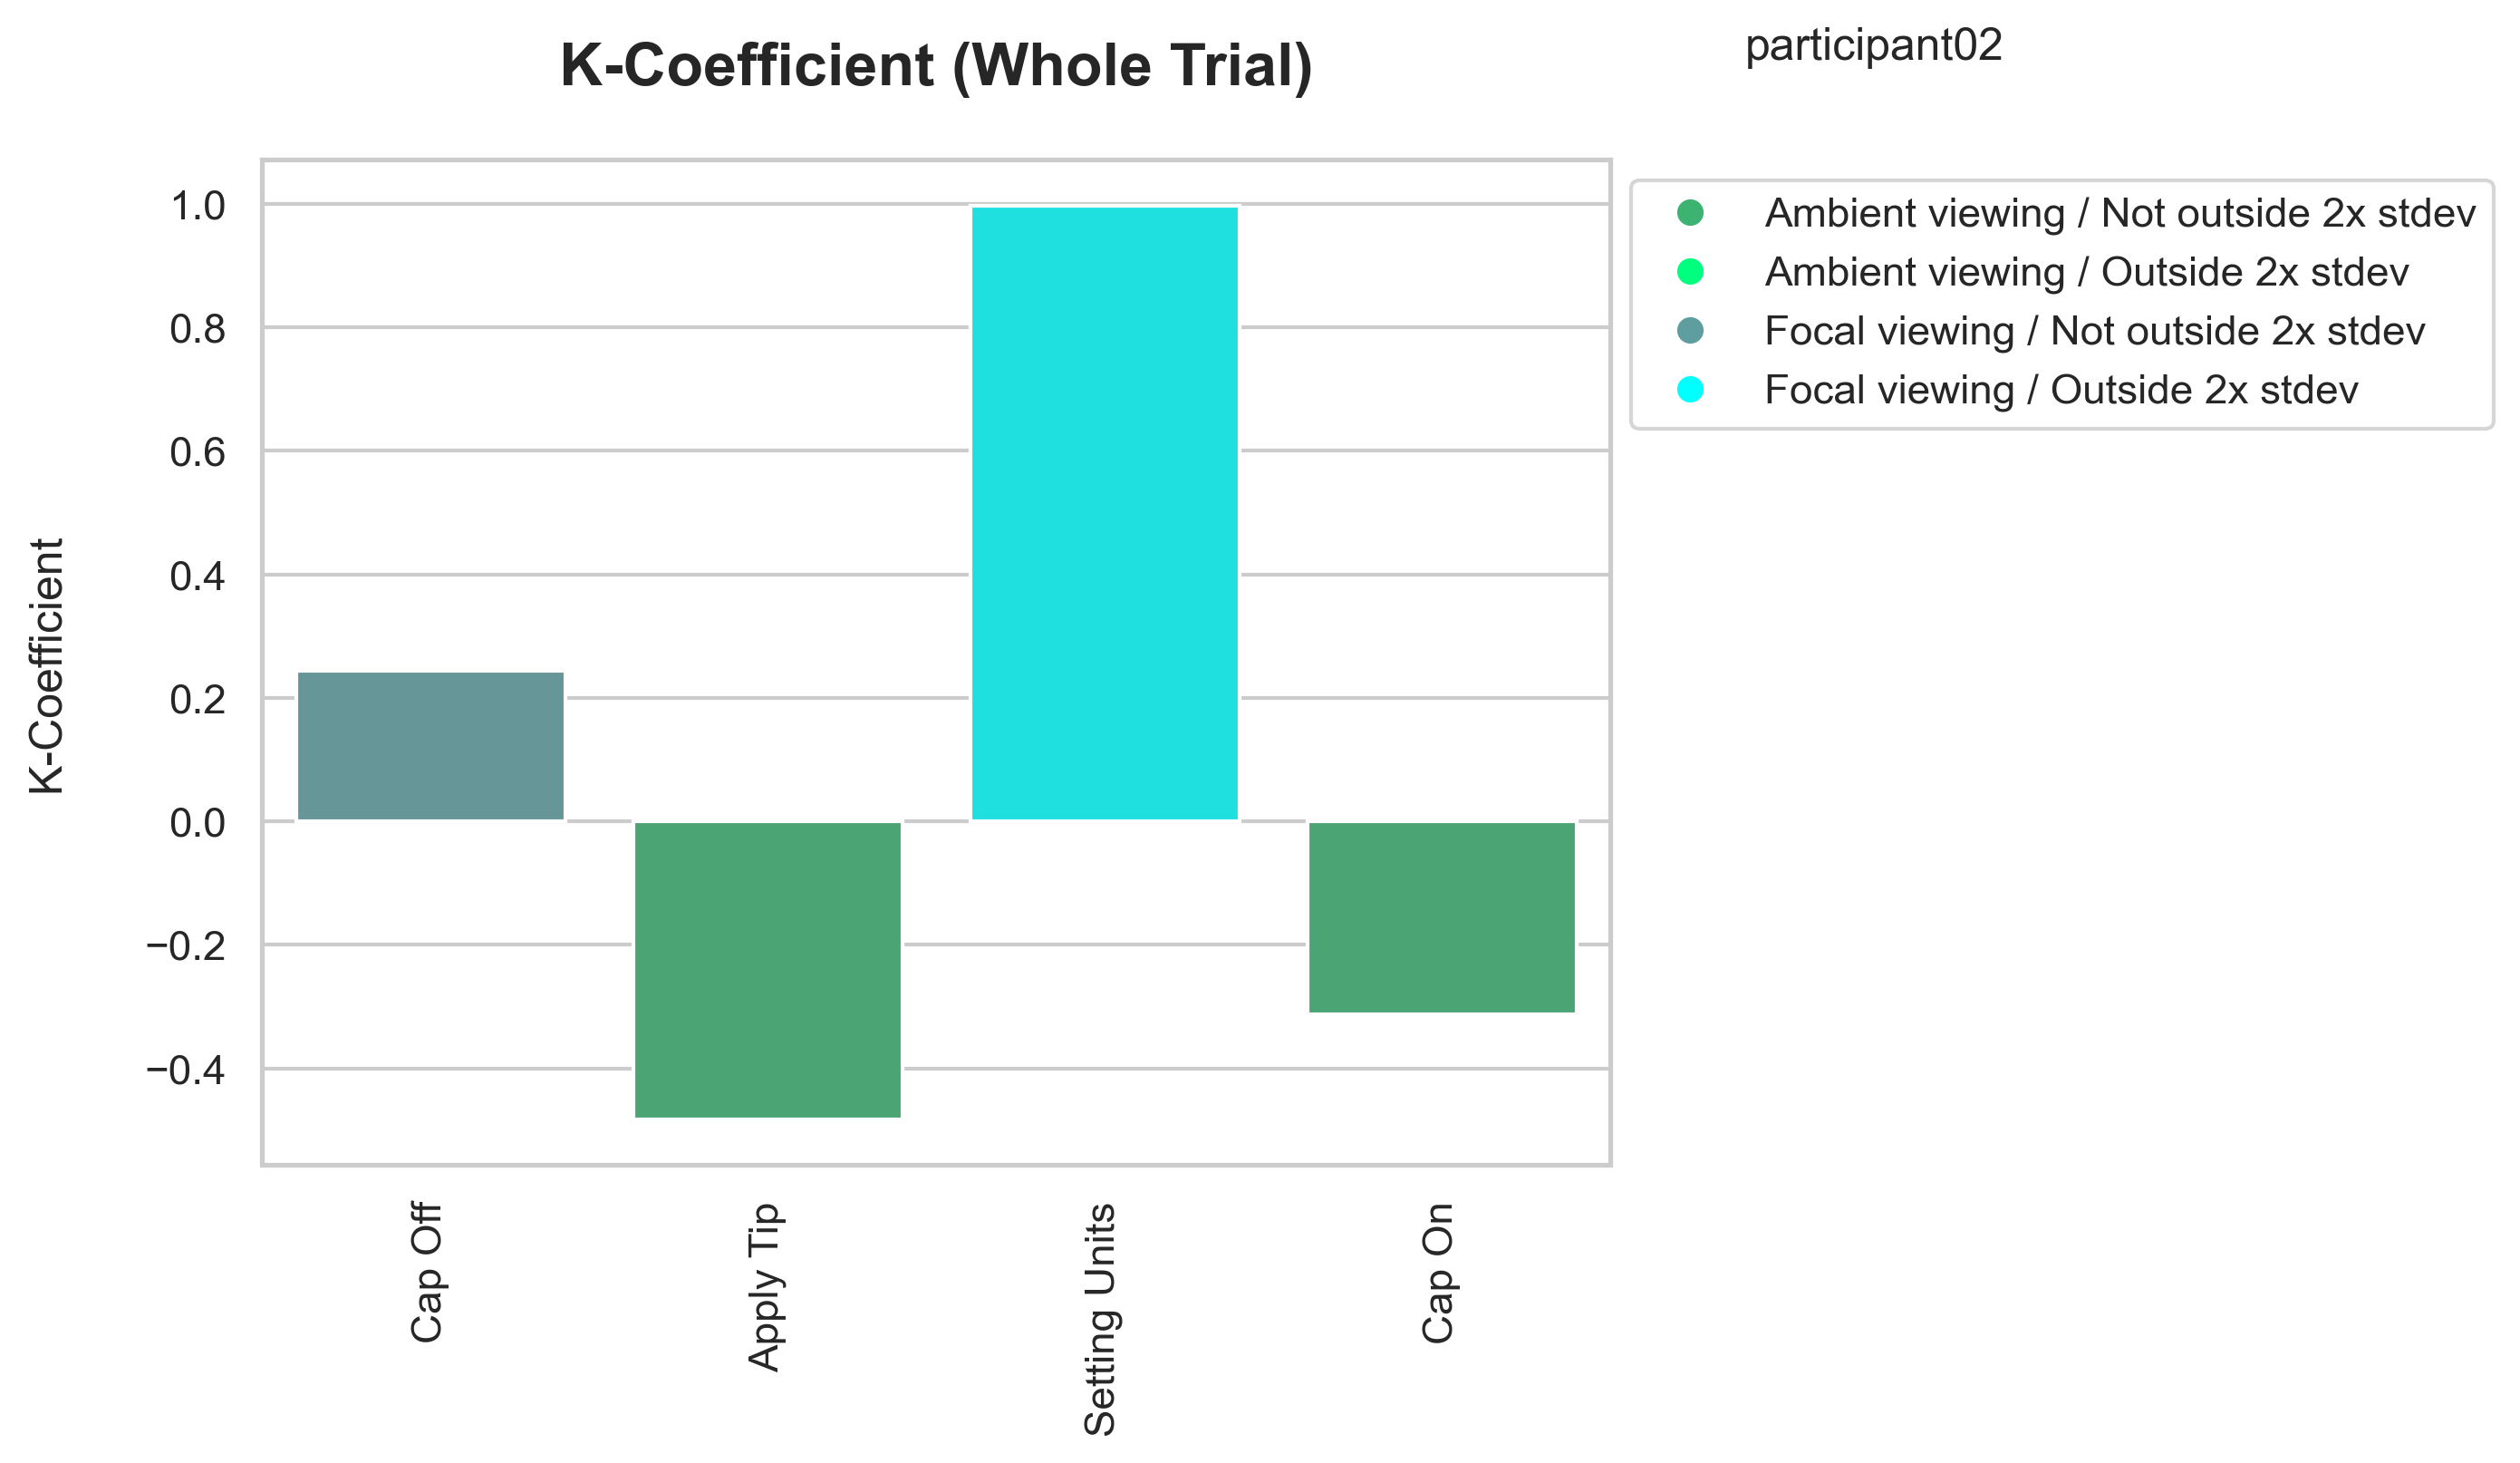 K-Coefficient (Whole Trial)
participant02
K-Coefficient
1.0
0.8
0.6
0.4
0.2
0.0
−0.2
−0.4
Cap Off
Apply Tip
Setting Units
Cap On
Ambient viewing / Not outside 2x stdev
Ambient viewing / Outside 2x stdev
Focal viewing / Not outside 2x stdev
Focal viewing / Outside 2x stdev